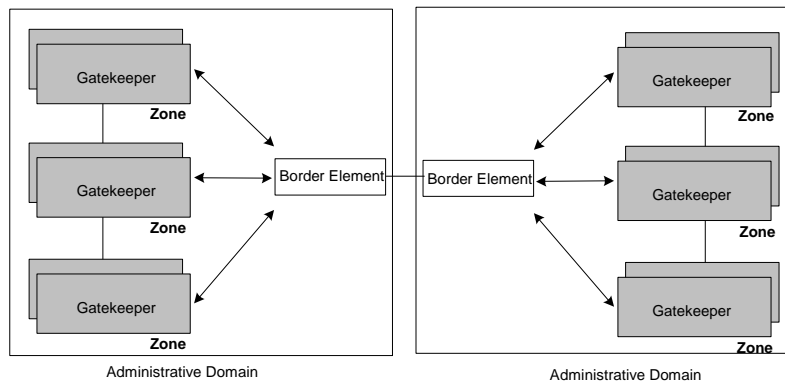 Gatekeeper
Zone
Gatekeeper
Zone
Gatekeeper
Zone
Border Element
Administrative Domain
Border Element
Gatekeeper
Zone
Gatekeeper
Zone
Gatekeeper
Zone
Administrative Domain